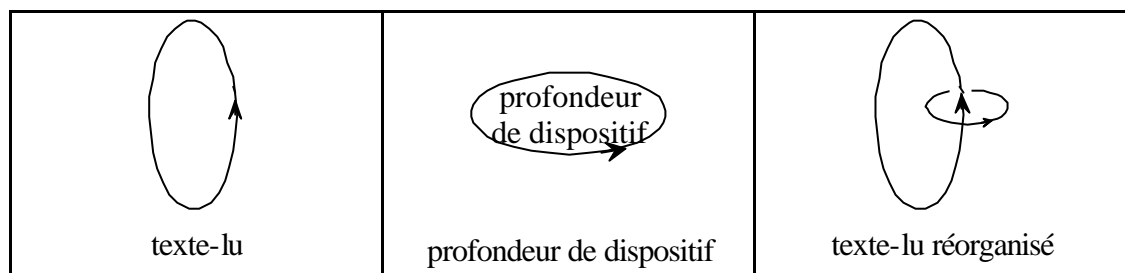 profondeur
de dispositif
texte-lu
profondeur de dispositif
texte-lu réorganisé